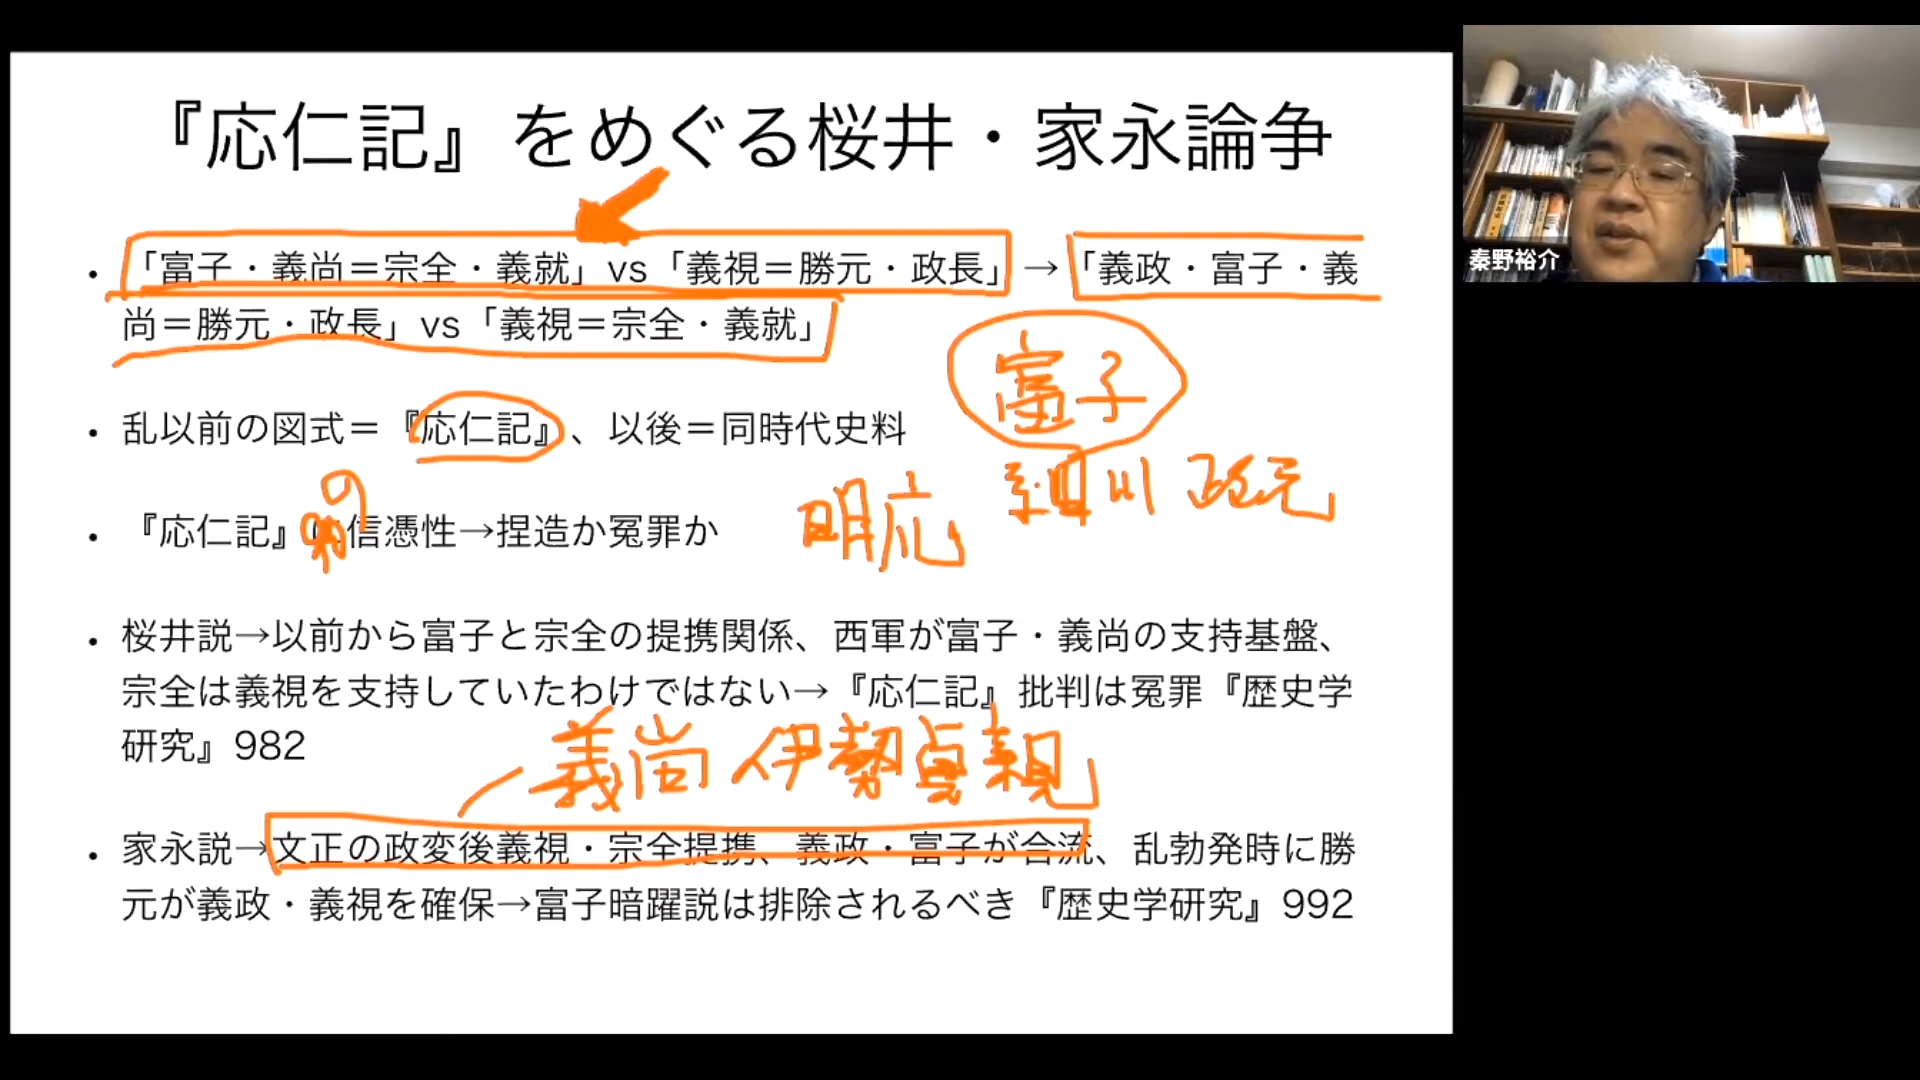 『応仁記』をめぐる桜井・家永論争
• 「富子・義尚＝宗全・義就」vs「義視＝勝元・政長」→「義政・富子・義
尚＝勝元・政長」vs「義視＝宗全・義就」
富子
• 乱以前の図式＝『応仁記』、以後＝同時代史料
細川政元
の
明応
• 『応仁記』信憑性→捏造か冤罪か
• 桜井説→以前から富子と宗全の提携関係、西軍が富子・義尚の支持基盤、
宗全は義視を支持していたわけではない→『応仁記』批判は冤罪『歴史学
研究』982
義尚 伊勢貞親
• 家永説→文正の政変後義視・宗全提携、義政・富子が合流、乱勃発時に勝
元が義政・義視を確保→富子暗躍説は排除されるべき『歴史学研究』992
秦野裕介